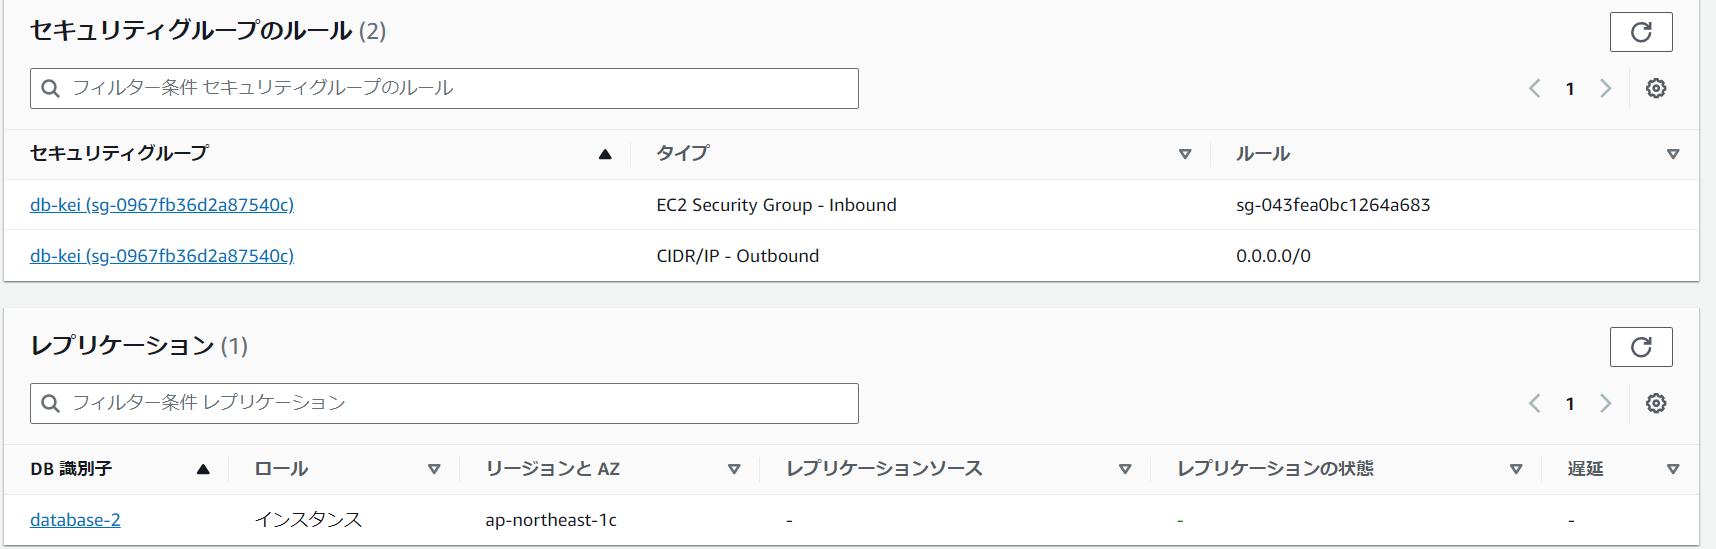 セキュリティグループのルール (2)
フィルター条件 セキュリティグループのルール
1
セキュリティグループ タイプ ルール
db-kei (sg-0967fb36d2a87540c) EC2 Security Group - Inbound sg-043fea0bc1264a683
db-kei (sg-0967fb36d2a87540c) CIDR/IP - Outbound 0.0.0.0/0
レプリケーション (1)
フィルター条件 レプリケーション
1
DB 識別子 ロール リージョンと AZ レプリケーションソース レプリケーションの状態 遅延
database-2 インスタンス ap-northeast-1c - - -